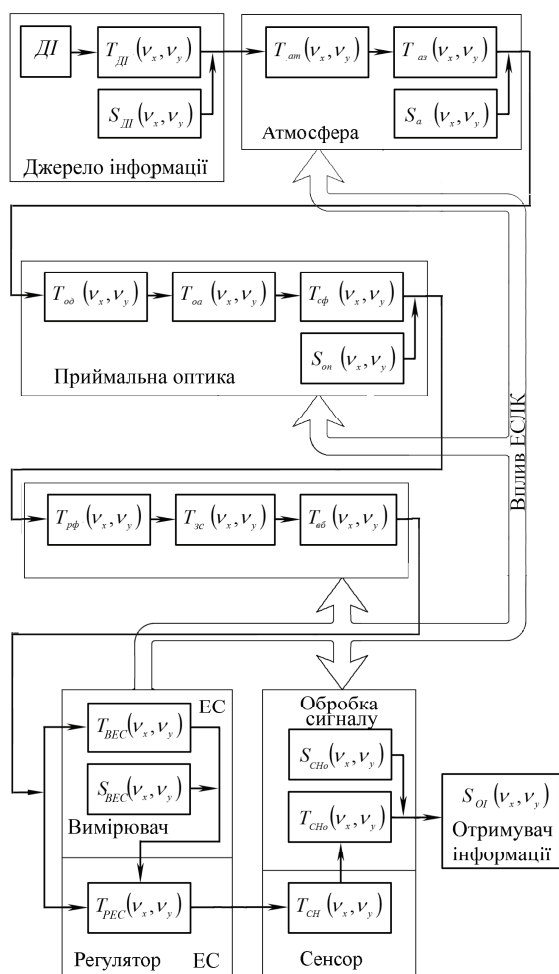 ДІ
T_ДІ (ν_x, ν_y)
S_ДІ (ν_x, ν_y)
Джерело інформації
T_ат (ν_x, ν_y)
T_аз (ν_x, ν_y)
S_а (ν_x, ν_y)
Атмосфера
T_од (ν_x, ν_y)
T_оа (ν_x, ν_y)
T_сф (ν_x, ν_y)
S_оп (ν_x, ν_y)
Приймальна оптика
Вплив ЕСЛК
T_рф (ν_x, ν_y)
T_зс (ν_x, ν_y)
T_вб (ν_x, ν_y)
ЕС
T_ВЕС (ν_x, ν_y)
S_ВЕС (ν_x, ν_y)
Вимірювач
T_РЕС (ν_x, ν_y)
Регулятор ЕС
Обробка
сигналу
S_СНо (ν_x, ν_y)
T_СНо (ν_x, ν_y)
T_СН (ν_x, ν_y)
Сенсор
S_ОІ (ν_x, ν_y)
Отримувач
інформації